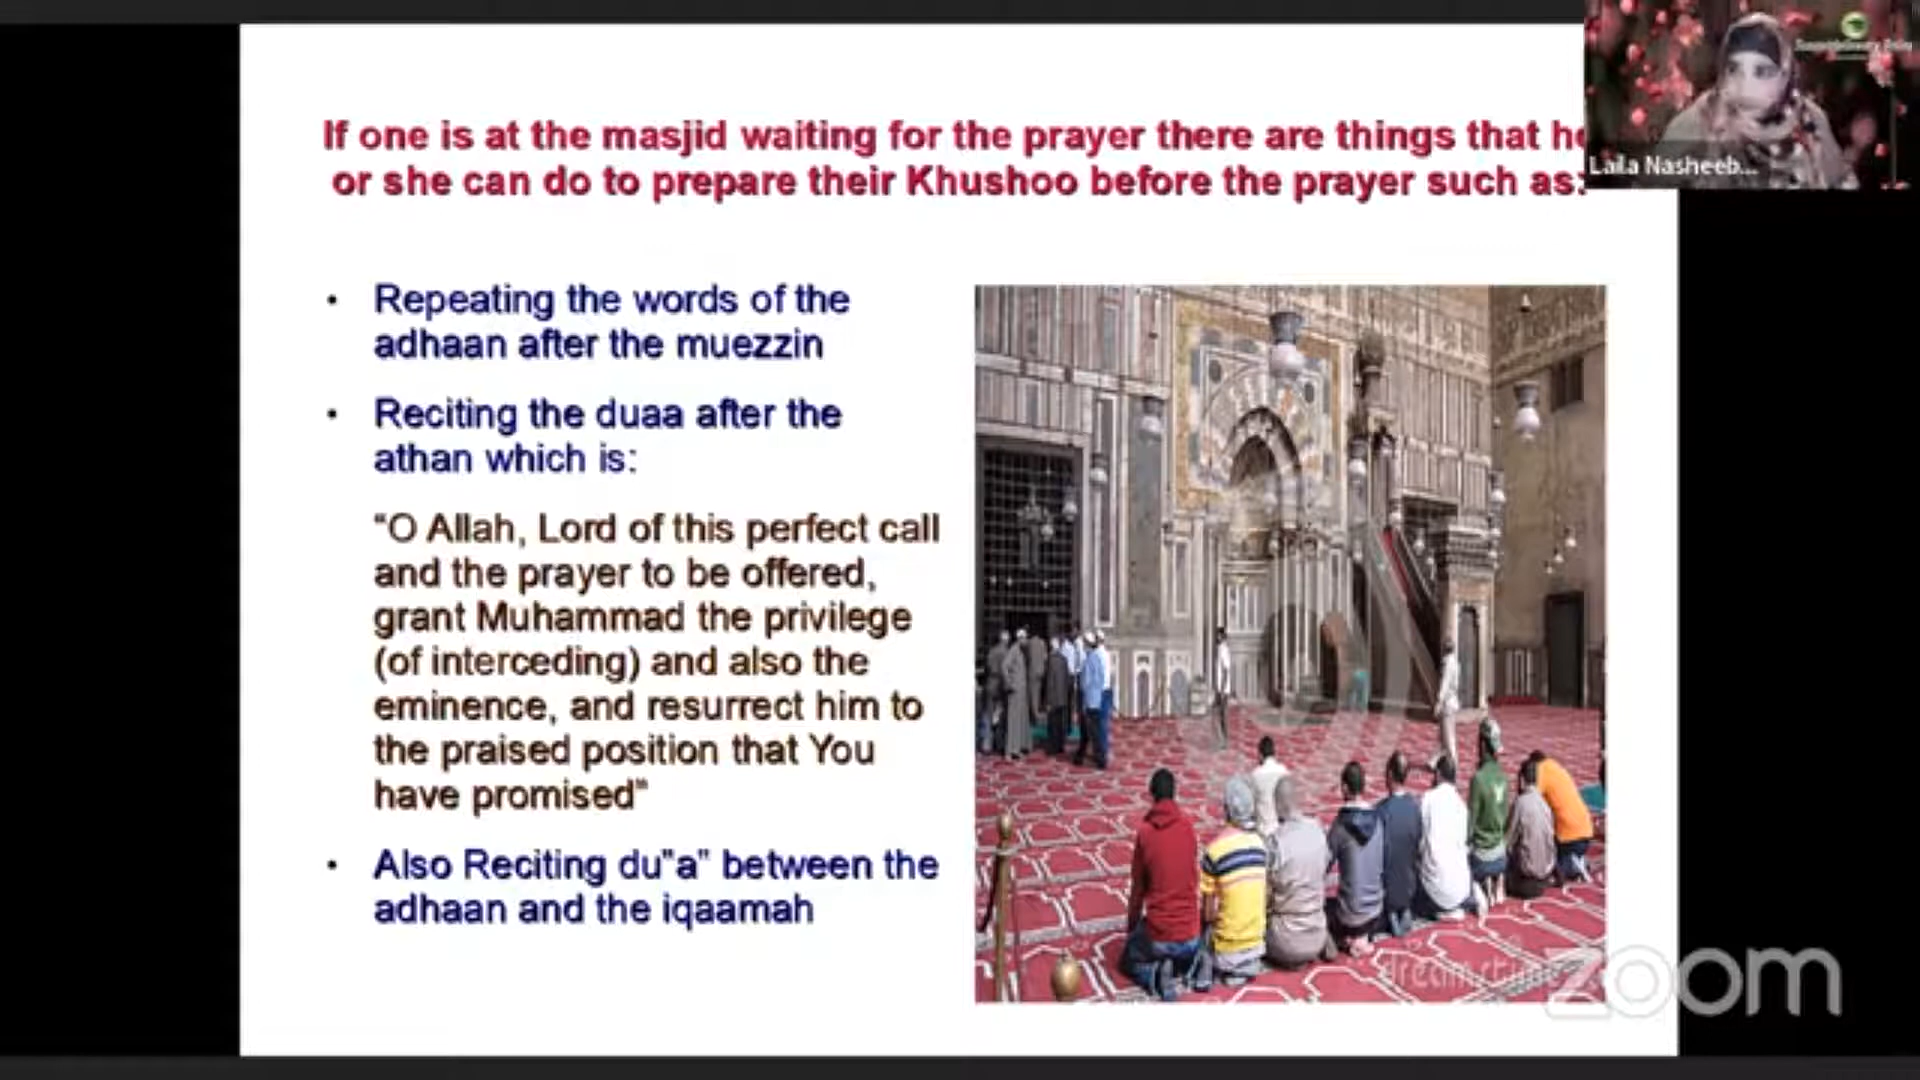 If one is at the masjid waiting for the prayer there are things that he
or she can do to prepare their Khushoo before the prayer such as:
• Repeating the words of the
adhaan after the muezzin
• Reciting the duaa after the
athan which is:
“O Allah, Lord of this perfect call
and the prayer to be offered,
grant Muhammad the privilege
(of interceding) and also the
eminence, and resurrect him to
the praised position that You
have promised”
• Also Reciting du”a” between the
adhaan and the iqaamah
Laila Nasheeb...
zoom